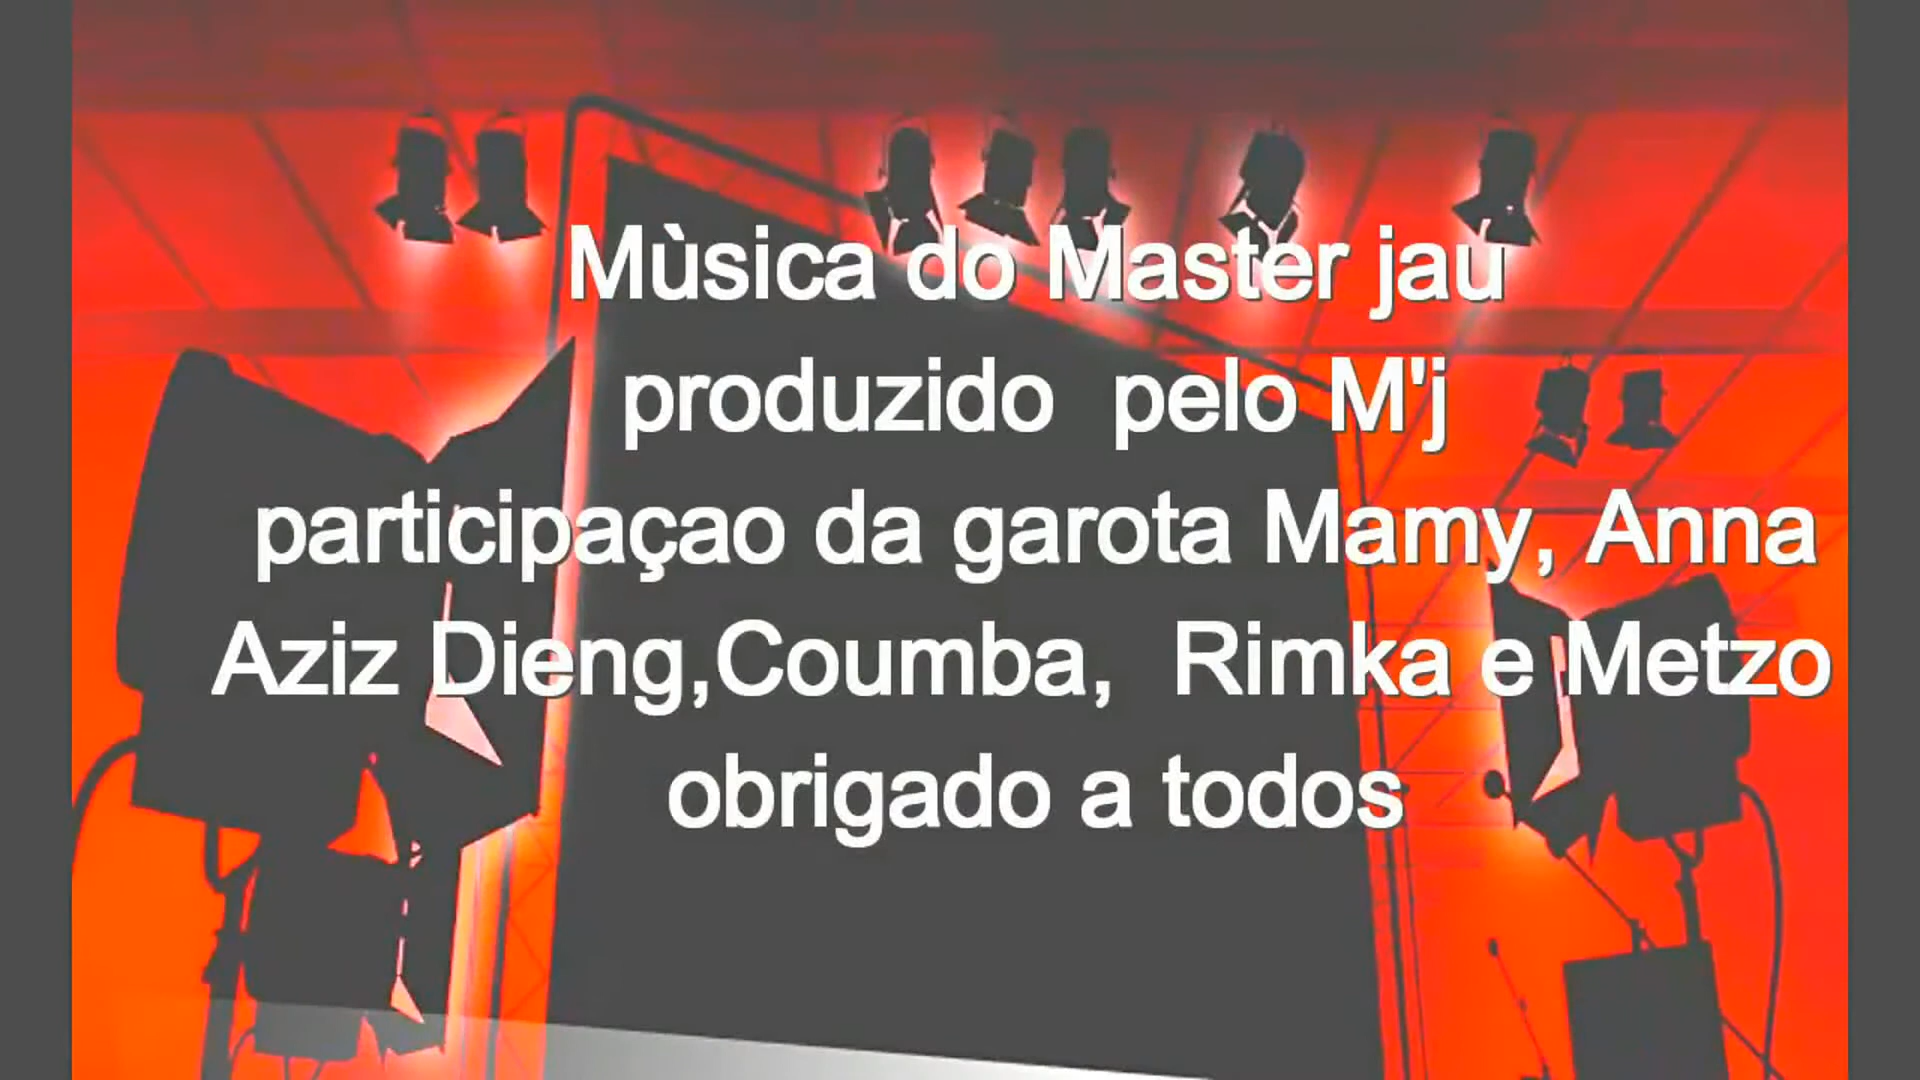 Mùsica do Master jau
produzido  pelo M'j
participaçao da garota Mamy, Anna
Aziz Dieng,Coumba,  Rimka e Metzo
obrigado a todos